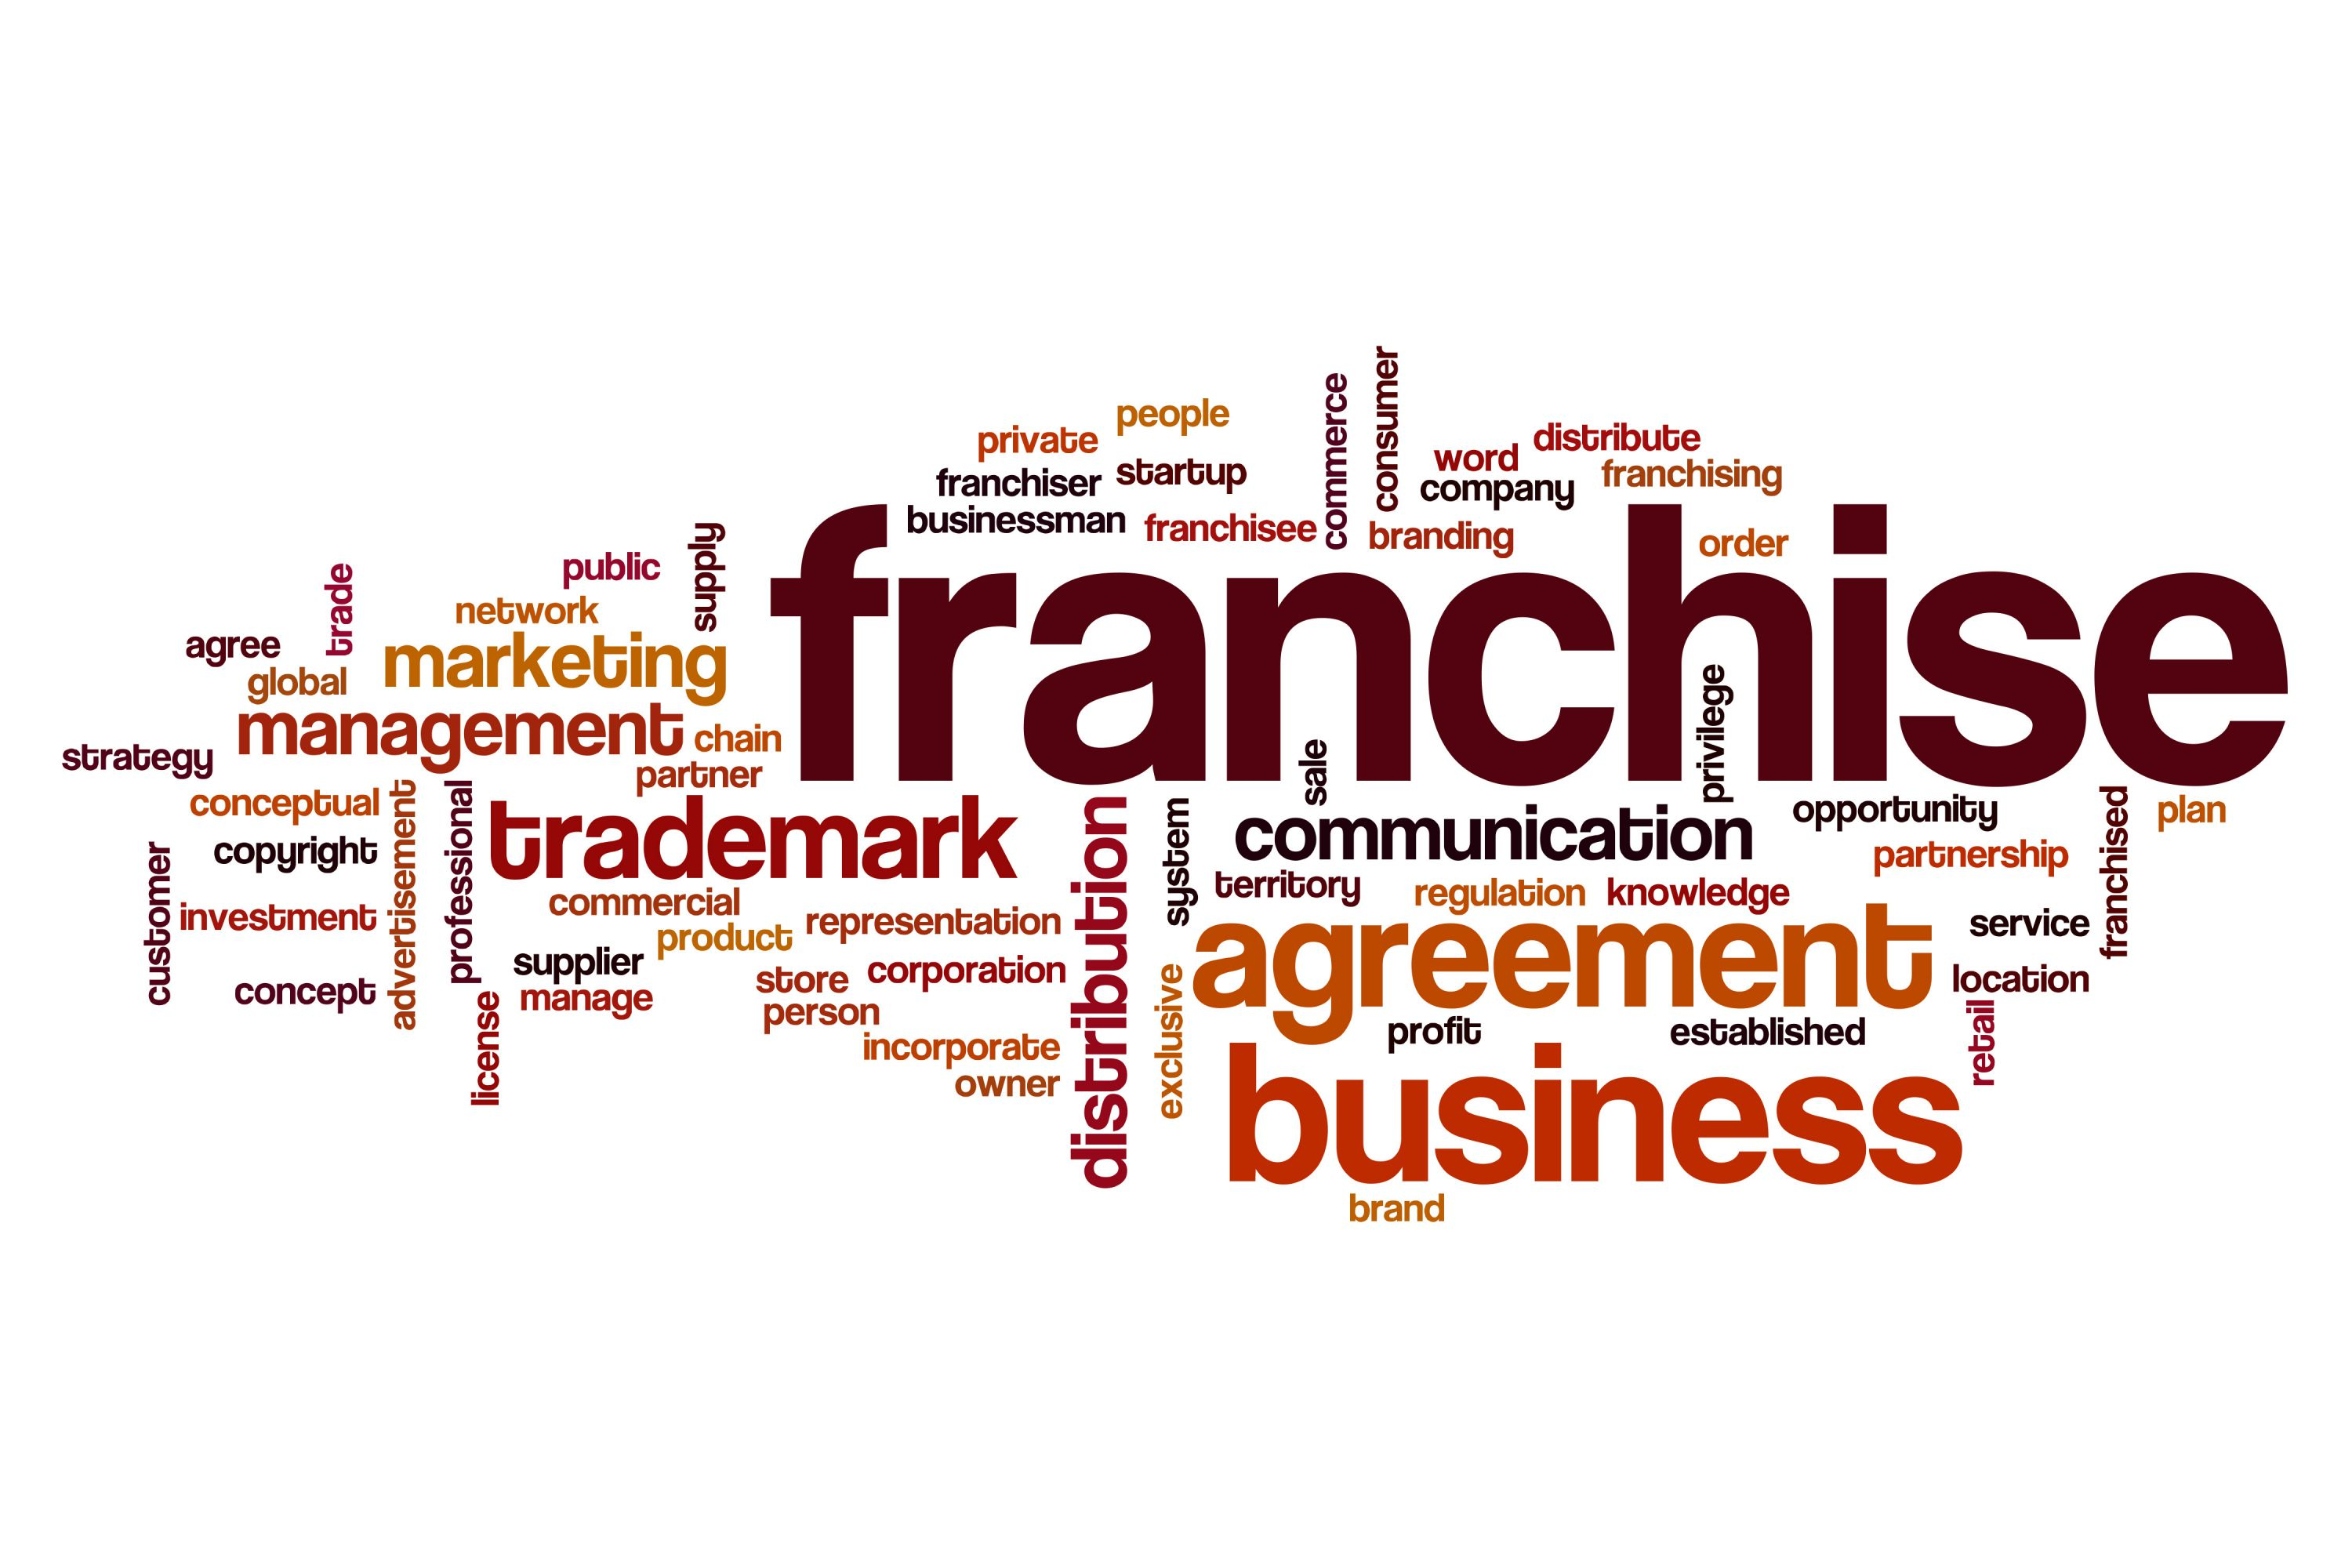 consumer
commerce
people
private
word
distribute
startup
franchiser
company
franchising
businessman
franchisee
branding
order
supply
public
trade
network
agree
marketing
global
franchise
management
chain
strategy
partner
privilege
sale
conceptual
advertisement
professional
trademark
distribution
system
communication
opportunity
franchised
plan
copyright
customer
partnership
investment
commercial
territory
regulation
knowledge
representation
product
agreement
service
supplier
store
corporation
exclusive
location
concept
license
manage
person
profit
established
retail
incorporate
owner
business
brand